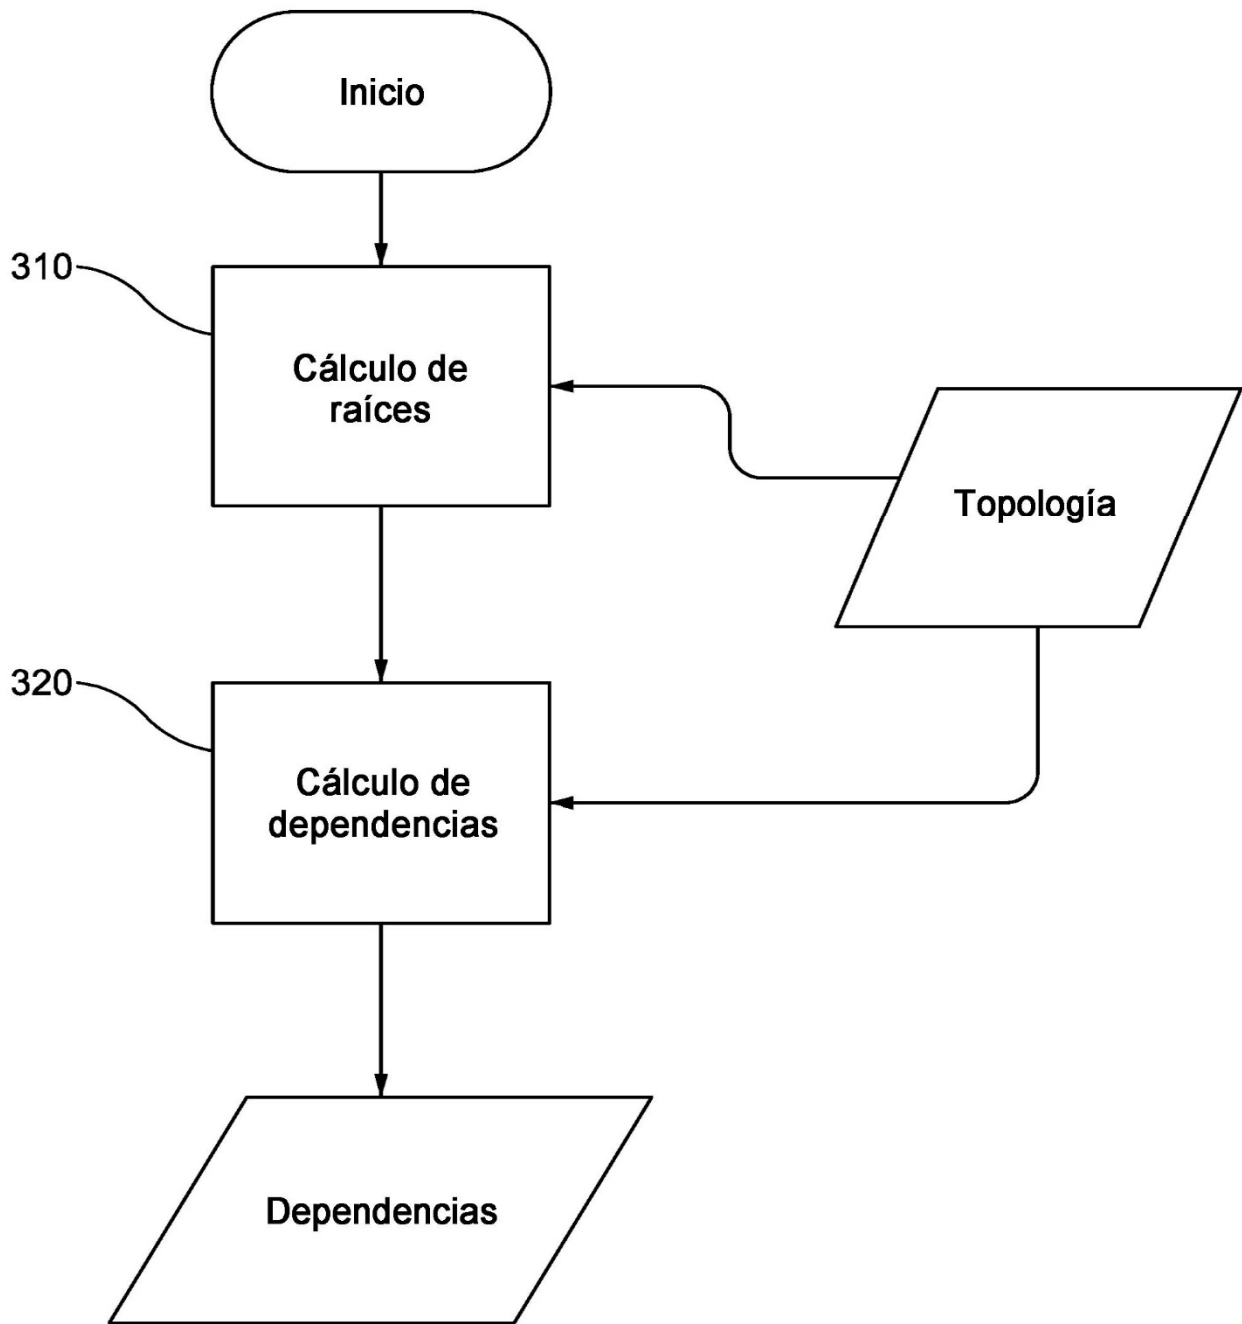 Inicio
310
Cálculo de
raíces
Topología
320
Cálculo de
dependencias
Dependencias